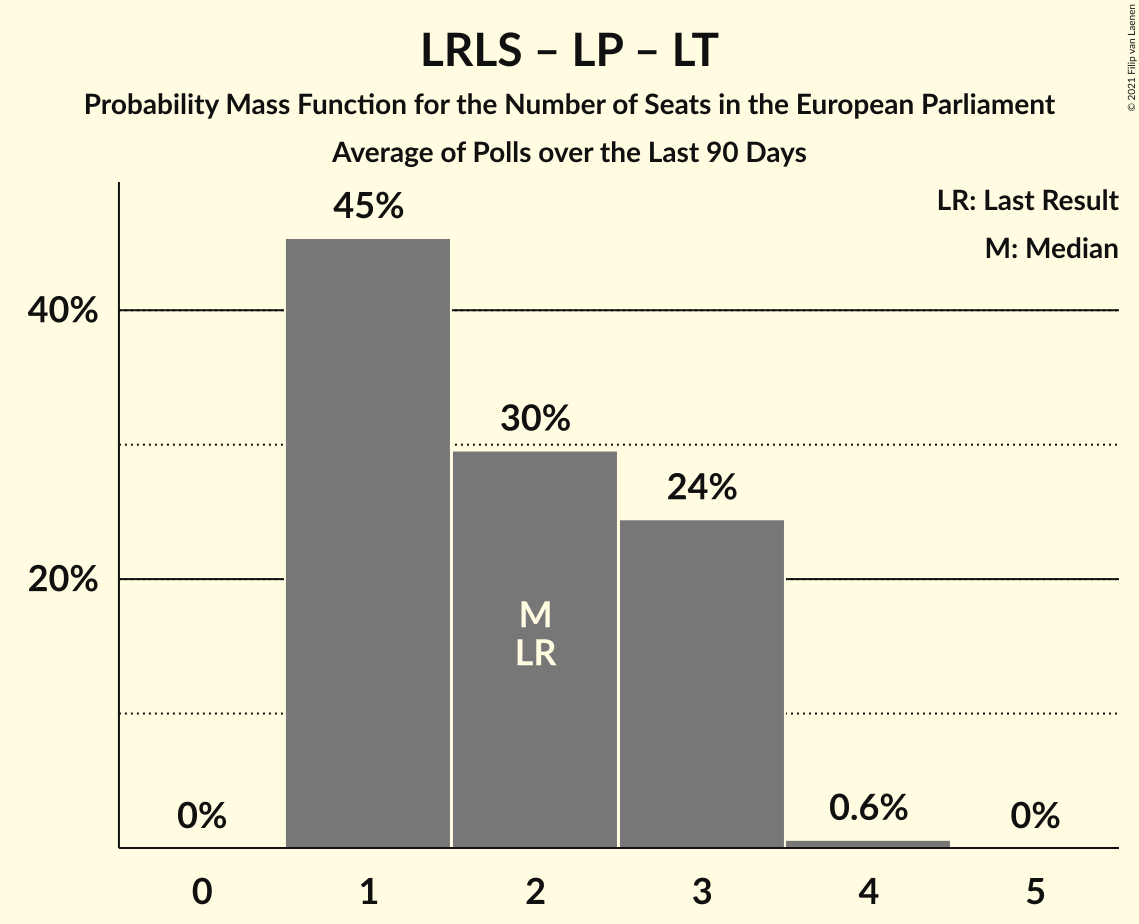 LRLS – LP – LT
Probability Mass Function for the Number of Seats in the European Parliament
Average of Polls over the Last 90 Days
© 2021 Filip van Laenen
LR: Last Result
M: Median
45%
40%
30%
24%
20%
M
LR
0%
0.6%
0%
0 1 2 3 4 5